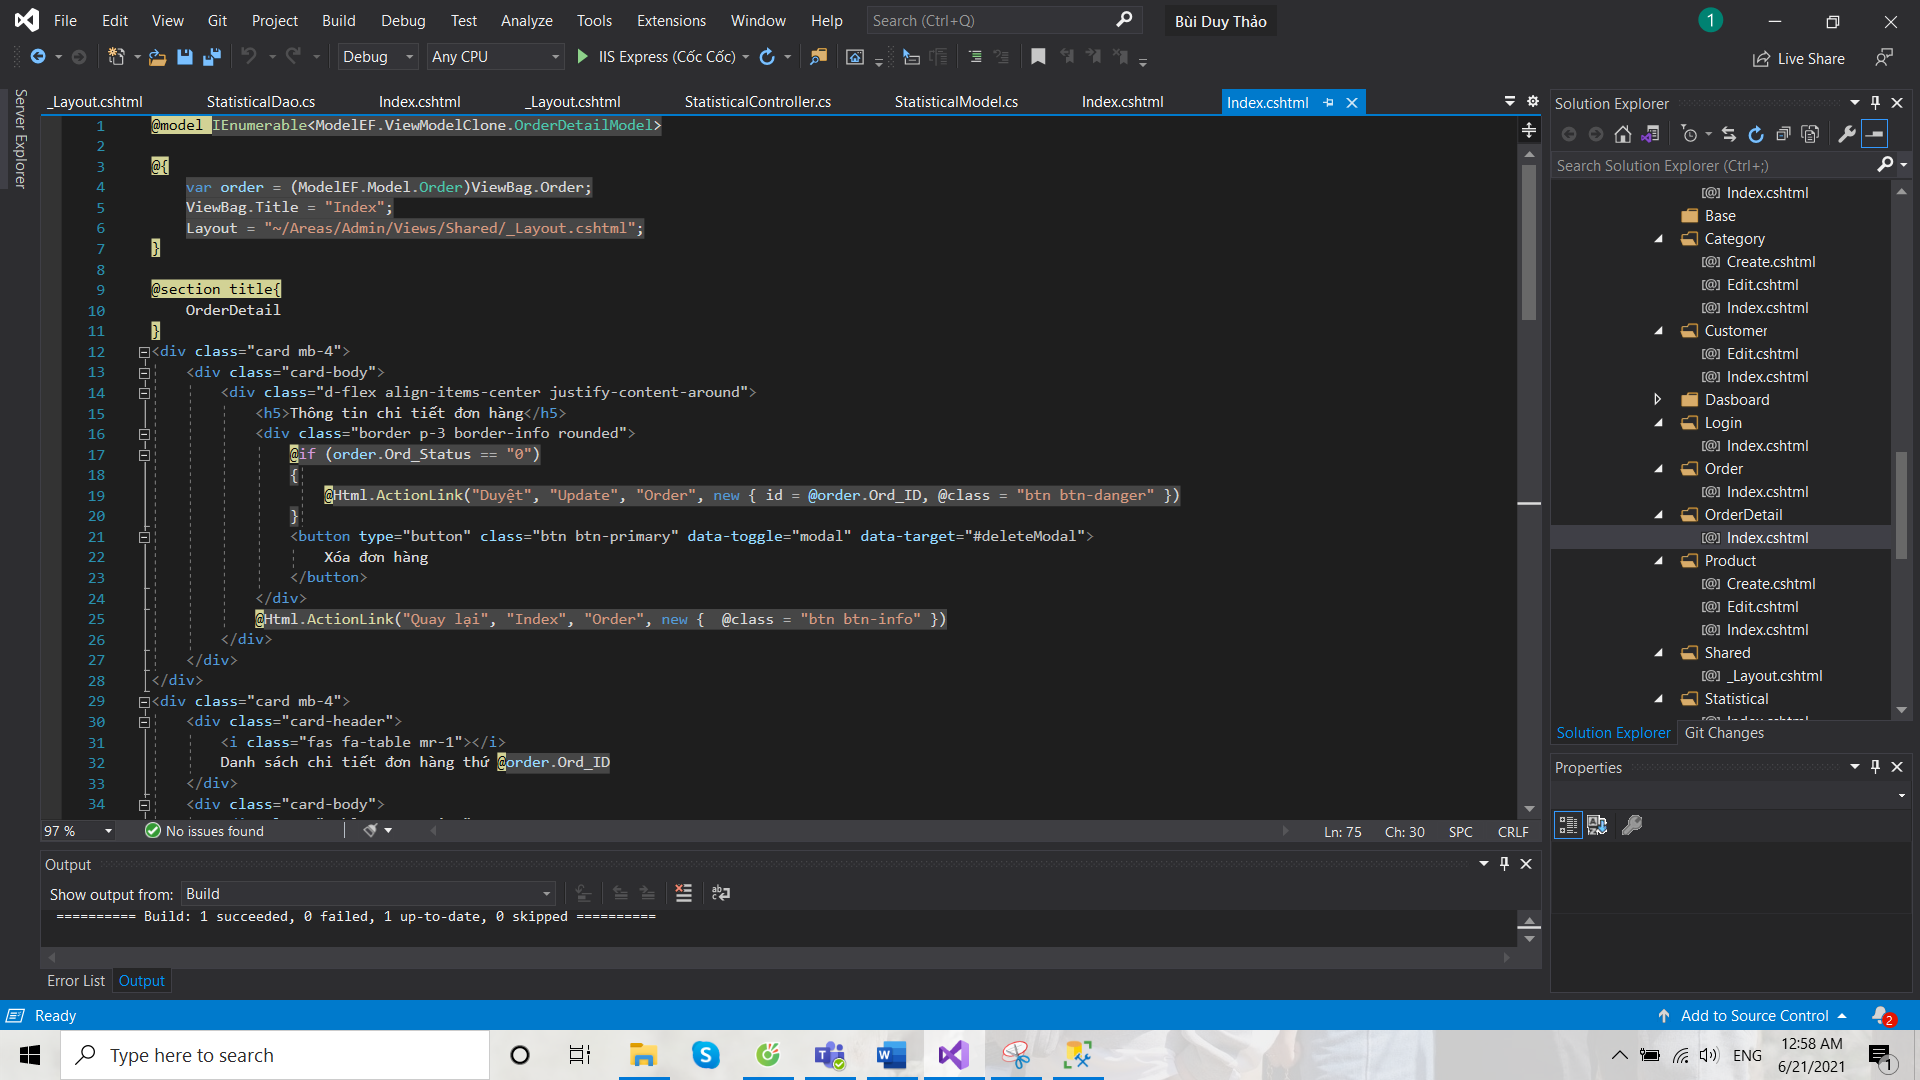 File Edit View Git Project Build Debug Test Analyze Tools Extensions Window Help Search (Ctrl+Q) Bùi Duy Thảo 1
Debug Any CPU IIS Express (Cốc Cốc) Live Share
Server Explorer
_Layout.cshtml StatisticalDao.cs Index.cshtml _Layout.cshtml StatisticalController.cs StatisticalModel.cs Index.cshtml Index.cshtml
1 @model IEnumerable<ModelEF.ViewModelClone.OrderDetailModel>
2
3 @{
4 var order = (ModelEF.Model.Order)ViewBag.Order;
5 ViewBag.Title = "Index";
6 Layout = "~/Areas/Admin/Views/Shared/_Layout.cshtml";
7 }
8
9 @section title{
10 OrderDetail
11 }
12 <div class="card mb-4">
13 <div class="card-body">
14 <div class="d-flex align-items-center justify-content-around">
15 <h5>Thông tin chi tiết đơn hàng</h5>
16 <div class="border p-3 border-info rounded">
17 @if (order.Ord_Status == "0")
18 {
19 @Html.ActionLink("Duyệt", "Update", "Order", new { id = @order.Ord_ID, @class = "btn btn-danger" })
20 }
21 <button type="button" class="btn btn-primary" data-toggle="modal" data-target="#deleteModal">
22 Xóa đơn hàng
23 </button>
24 </div>
25 @Html.ActionLink("Quay lại", "Index", "Order", new {  @class = "btn btn-info" })
26 </div>
27 </div>
28 </div>
29 <div class="card mb-4">
30 <div class="card-header">
31 <i class="fas fa-table mr-1"></i>
32 Danh sách chi tiết đơn hàng thứ @order.Ord_ID
33 </div>
34 <div class="card-body">
97 % No issues found Ln: 75 Ch: 30 SPC CRLF
Output
Show output from: Build
========== Build: 1 succeeded, 0 failed, 1 up-to-date, 0 skipped ==========
Error List Output
Solution Explorer
Search Solution Explorer (Ctrl+;)
Index.cshtml
Base
Category
Create.cshtml
Edit.cshtml
Index.cshtml
Customer
Edit.cshtml
Index.cshtml
Dasboard
Login
Index.cshtml
Order
Index.cshtml
OrderDetail
Index.cshtml
Product
Create.cshtml
Edit.cshtml
Index.cshtml
Shared
_Layout.cshtml
Statistical
Solution Explorer Git Changes
Properties
Ready Add to Source Control 2
Type here to search ENG 12:58 AM 1
6/21/2021